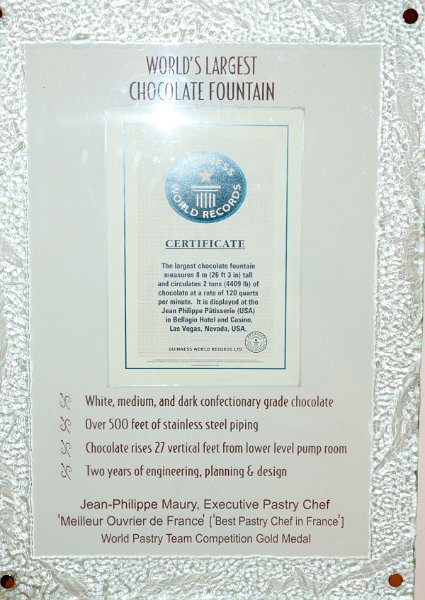 WORLD'S LARGEST
CHOCOLATE FOUNTAIN
GUINNESS
WORLD RECORDS
CERTIFICATE
The largest chocolate fountain
measures 8 m (26 ft 3 in) tall
and circulates 2 tons (4409 lb) of
chocolate at a rate of 120 quarts
per minute. It is displayed at the
Jean Philippe Pâtisserie (USA)
in Bellagio Hotel and Casino,
Las Vegas, Nevada, USA.
GUINNESS WORLD RECORDS LTD
White, medium, and dark confectionary grade chocolate
Over 500 feet of stainless steel piping
Chocolate rises 27 vertical feet from lower level pump room
Two years of engineering, planning & design
Jean-Philippe Maury, Executive Pastry Chef
'Meilleur Ouvrier de France' ['Best Pastry Chef in France']
World Pastry Team Competition Gold Medal